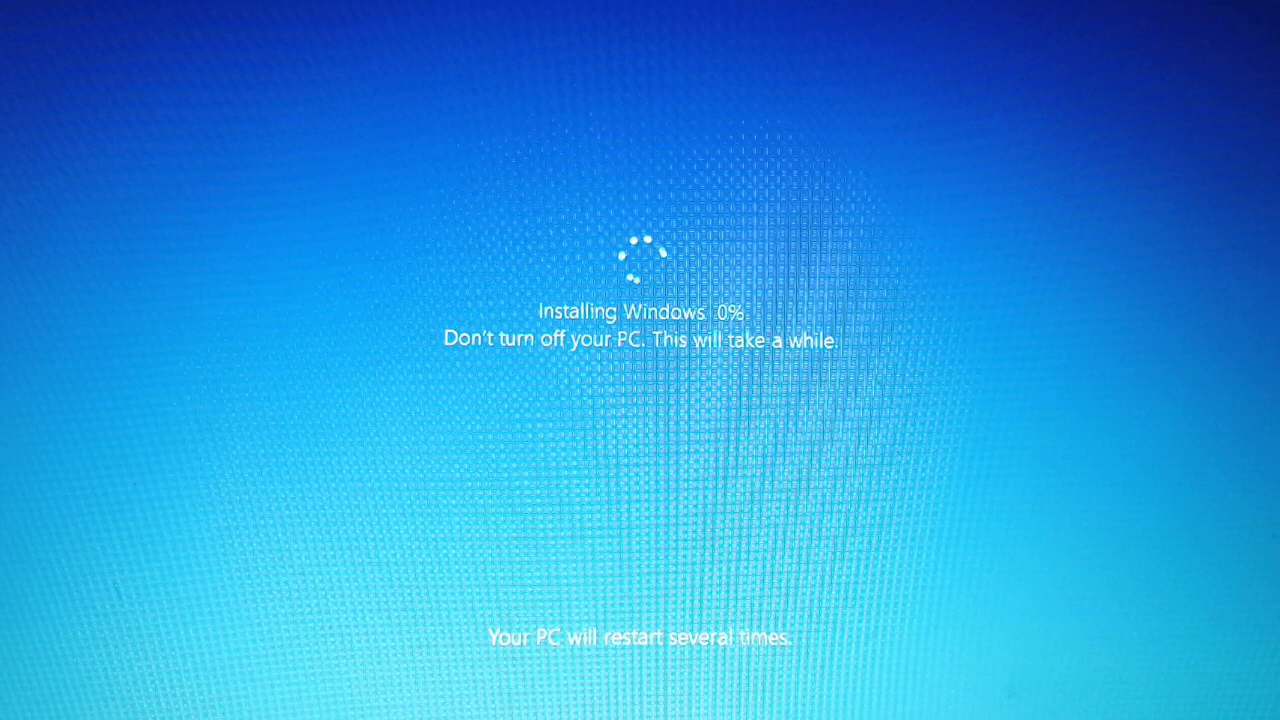 Installing Windows 0%
Don't turn off your PC. This will take a while.
Your PC will restart several times.